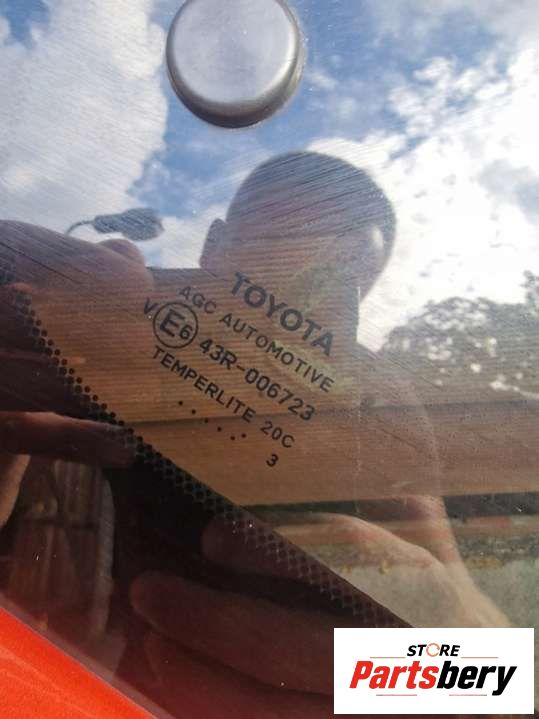 TOYOTA
AGC AUTOMOTIVE
V E6 43R-006723
TEMPERLITE 20C
3
STORE
Partsbery